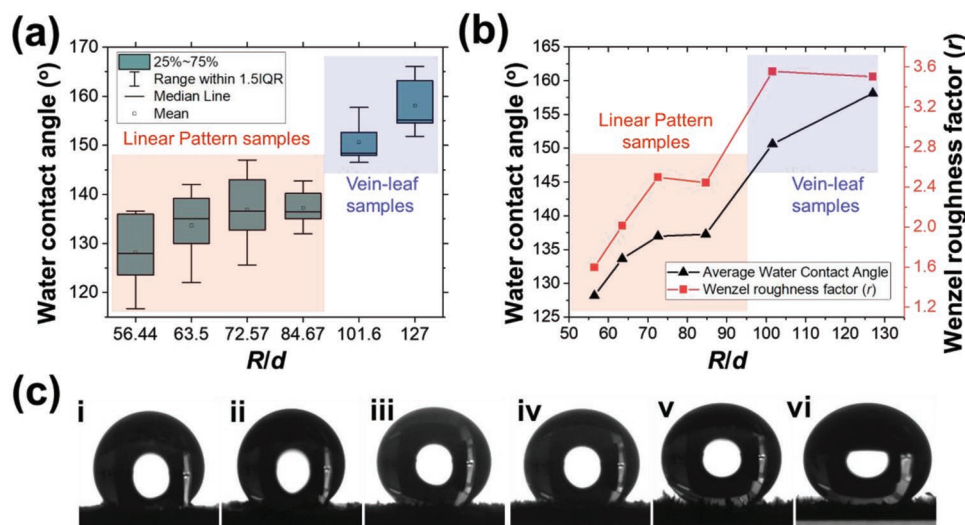 (a)
170
160
150
140
130
120
Water contact angle (º)
25%~75%
Range within 1.5IQR
Median Line
Mean
Linear Pattern samples
Vein-leaf
samples
56.44 63.5 72.57 84.67 101.6 127
R/d
(b)
165
160
155
150
145
140
135
130
125
Water contact angle (º)
Linear Pattern
samples
Vein-leaf
samples
Average Water Contact Angle
Wenzel roughness factor (r)
3.6
3.2
2.8
2.4
2.0
1.6
1.2
Wenzel roughness factor (r)
50 60 70 80 90 100 110 120 130
R/d
(c)
i ii iii iv v vi